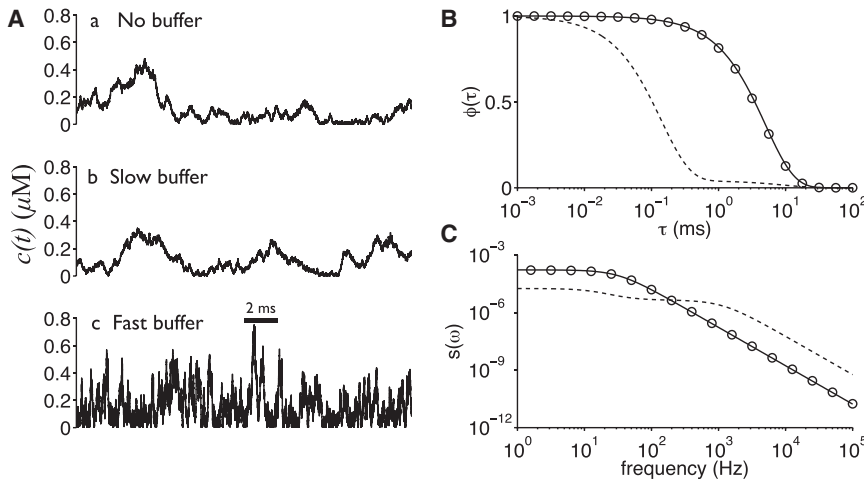 A
a No buffer
0.8
0.6
0.4
0.2
0
b Slow buffer
0.8
0.6
0.4
0.2
0
c(t) (μM)
c Fast buffer
2 ms
0.8
0.6
0.4
0.2
0
B
1
0.5
0
ϕ(τ)
10⁻³ 10⁻² 10⁻¹ 10⁰ 10¹ 10²
τ (ms)
C
10⁻³
10⁻⁶
10⁻⁹
10⁻¹²
s(ω)
10⁰ 10¹ 10² 10³ 10⁴ 10⁵
frequency (Hz)